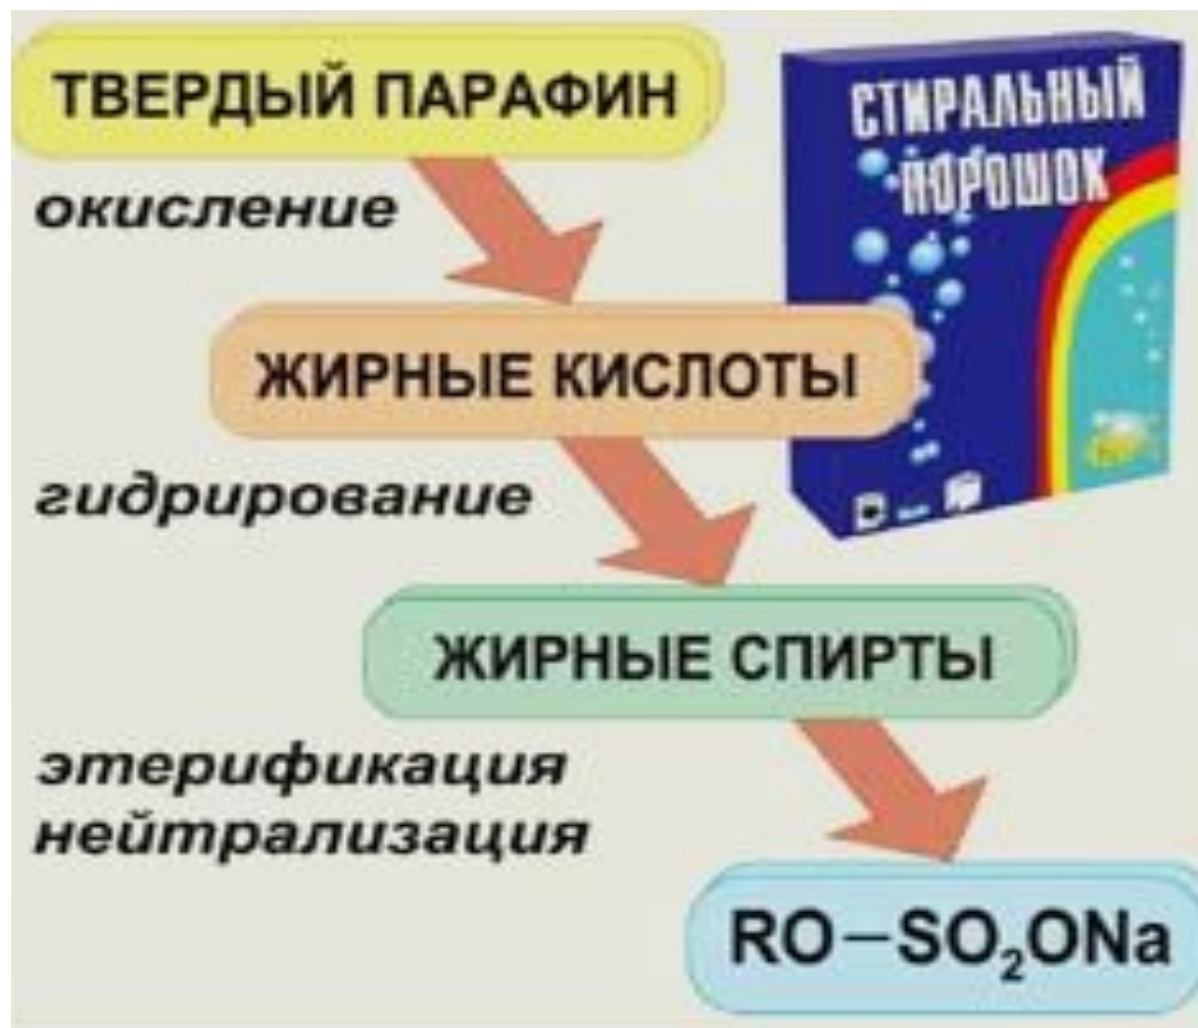 ТВЕРДЫЙ ПАРАФИН
СТИРАЛЬНЫЙ
ПОРОШОК
окисление
ЖИРНЫЕ КИСЛОТЫ
гидрирование
ЖИРНЫЕ СПИРТЫ
этерификация
нейтрализация
RO–SO₂ONa